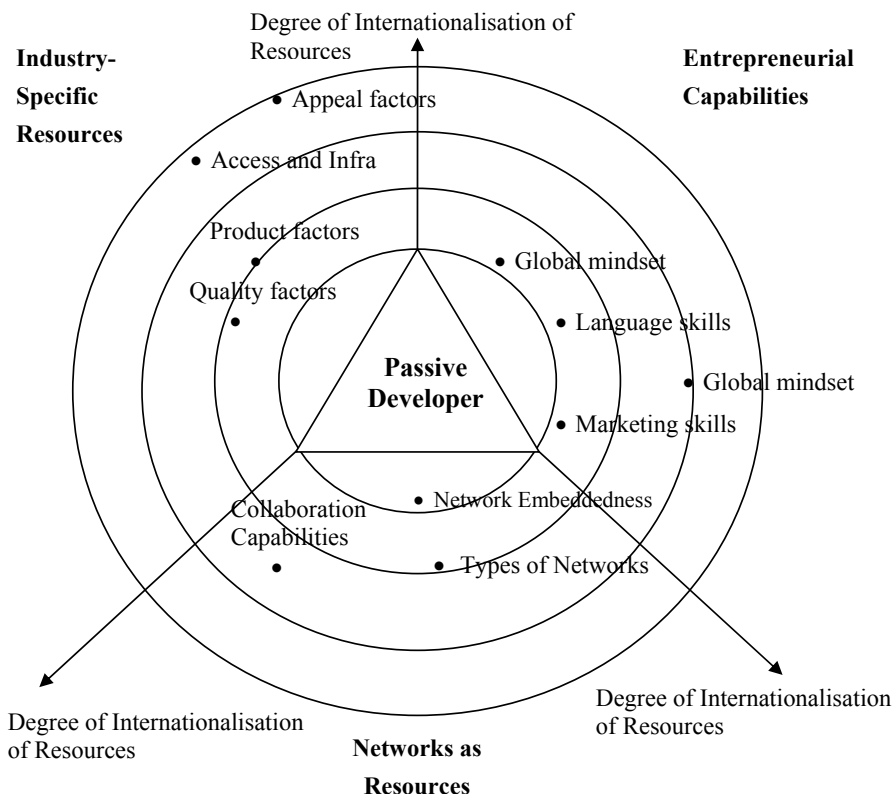 Degree of Internationalisation of
Resources
Industry-
Specific
Resources
Entrepreneurial
Capabilities
Appeal factors
Access and Infra
Product factors
Quality factors
Global mindset
Language skills
Global mindset
Marketing skills
Passive
Developer
Network Embeddedness
Collaboration
Capabilities
Types of Networks
Degree of Internationalisation
of Resources
Degree of Internationalisation
of Resources
Networks as
Resources